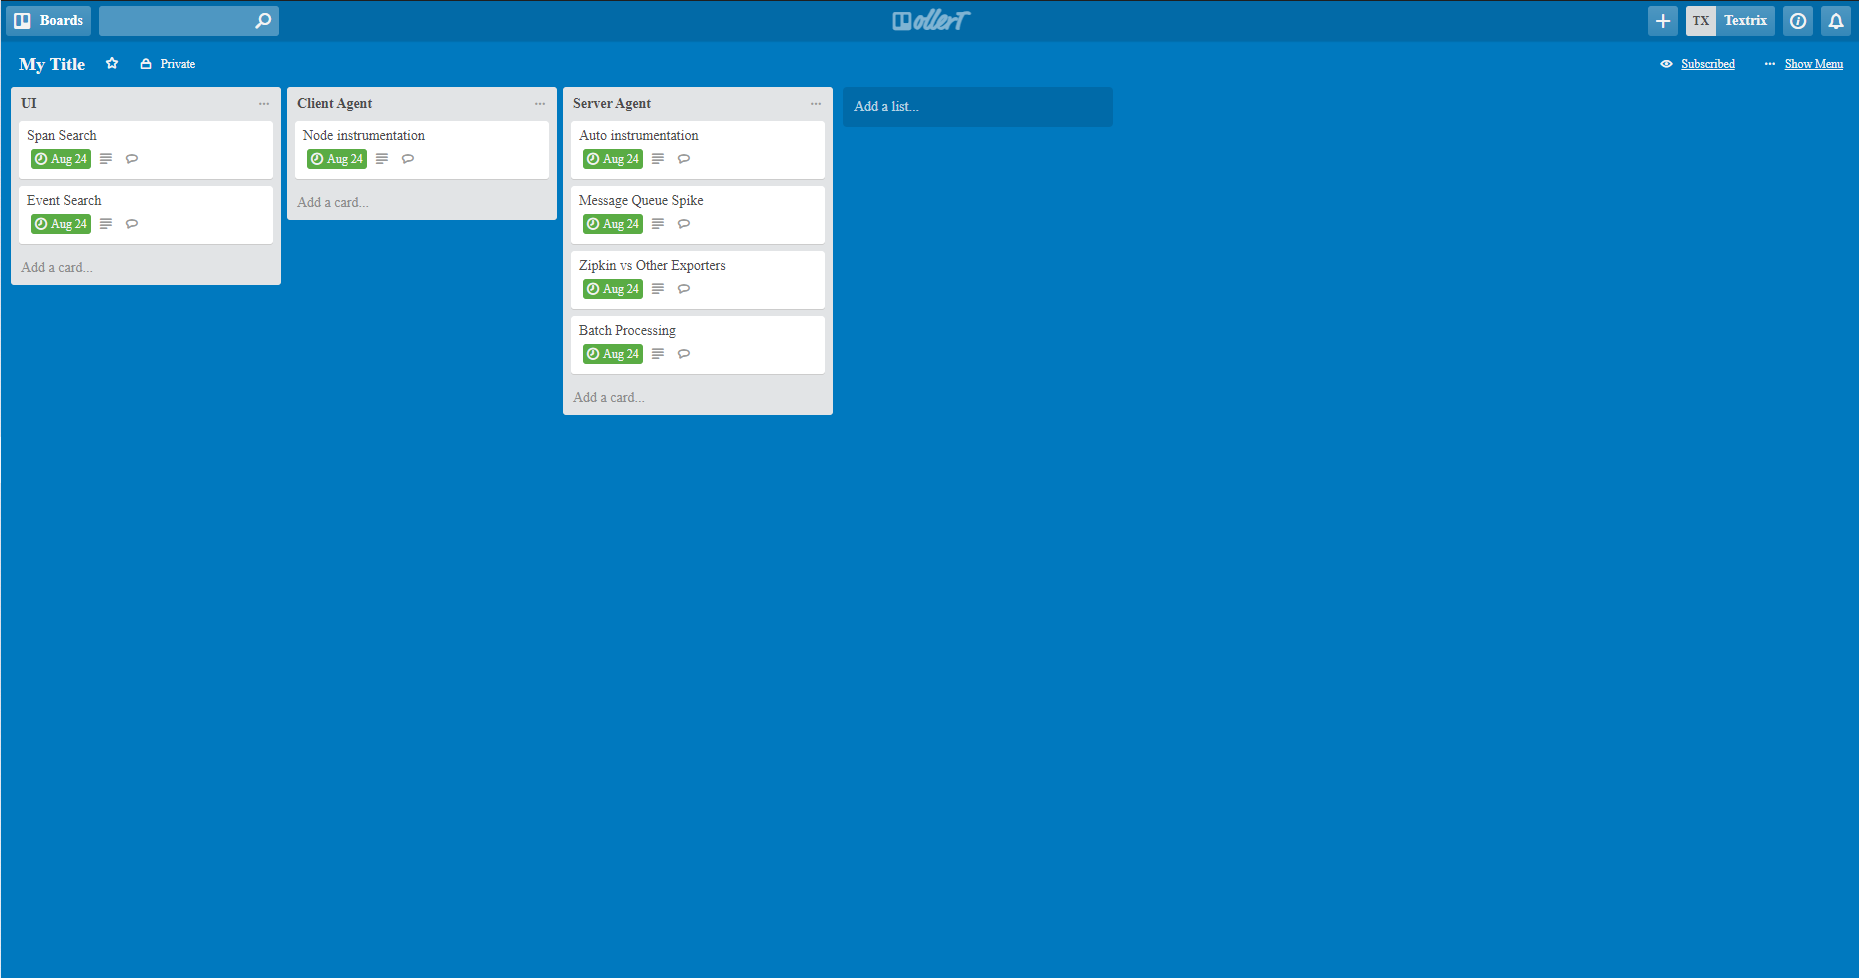 Boards
ollerT
TX Textrix
My Title
Private
Subscribed
Show Menu
UI
Span Search
Aug 24
Event Search
Aug 24
Add a card...
Client Agent
Node instrumentation
Aug 24
Add a card...
Server Agent
Auto instrumentation
Aug 24
Message Queue Spike
Aug 24
Zipkin vs Other Exporters
Aug 24
Batch Processing
Aug 24
Add a card...
Add a list...